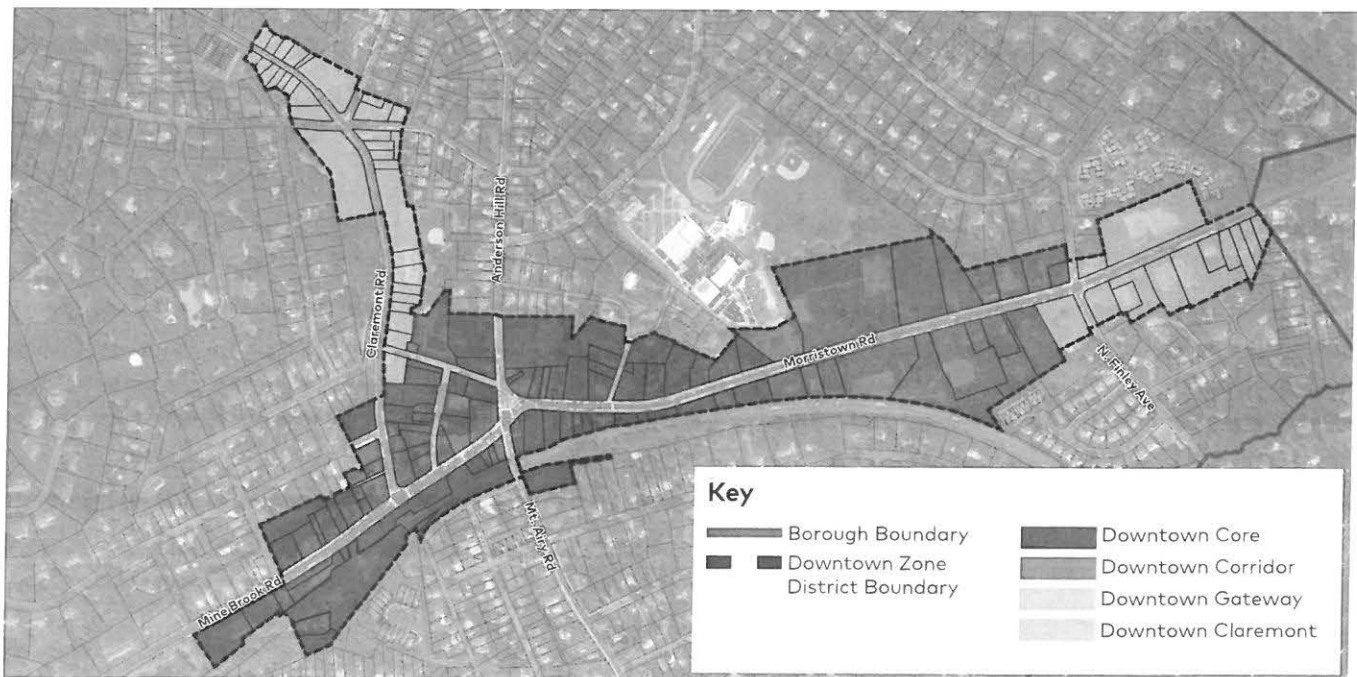 Anderson Hill Rd
Claremont Rd
Morristown Rd
N. Finley Ave
Mt. Airy Rd
Mine Brook Rd
Key
Borough Boundary
Downtown Zone
District Boundary
Downtown Core
Downtown Corridor
Downtown Gateway
Downtown Claremont